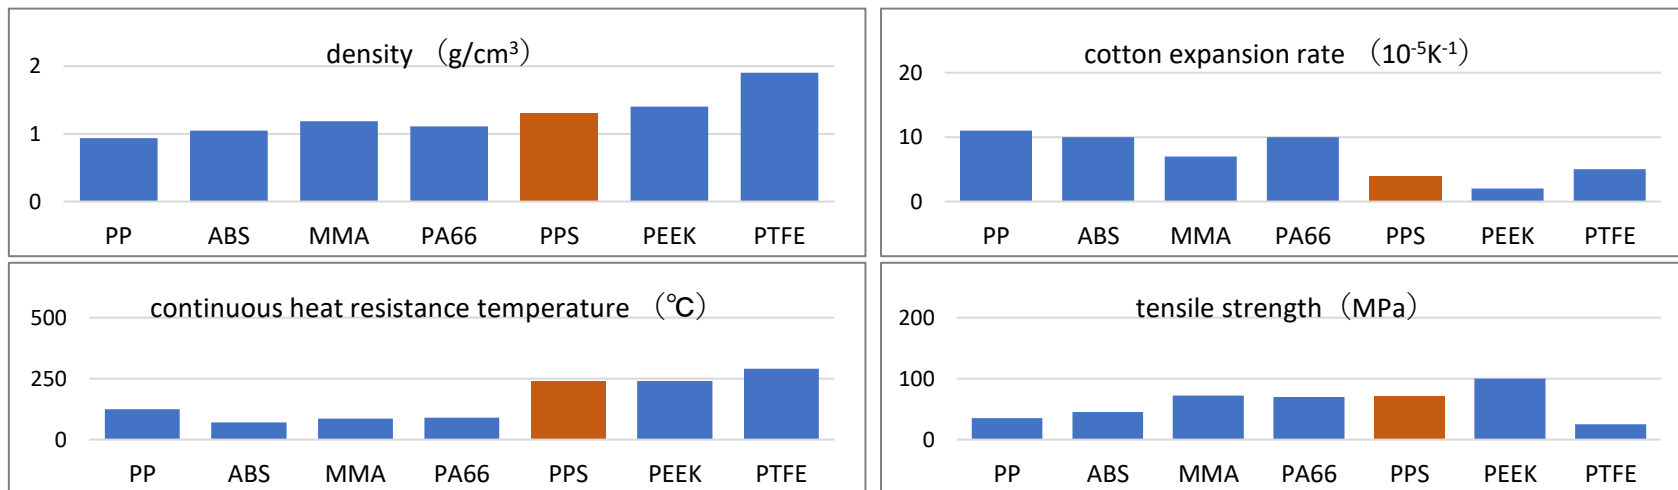 density （g/cm³）
2
1
0
PP ABS MMA PA66 PPS PEEK PTFE
cotton expansion rate （10⁻⁵K⁻¹）
20
10
0
PP ABS MMA PA66 PPS PEEK PTFE
continuous heat resistance temperature （℃）
500
250
0
PP ABS MMA PA66 PPS PEEK PTFE
tensile strength （MPa）
200
100
0
PP ABS MMA PA66 PPS PEEK PTFE